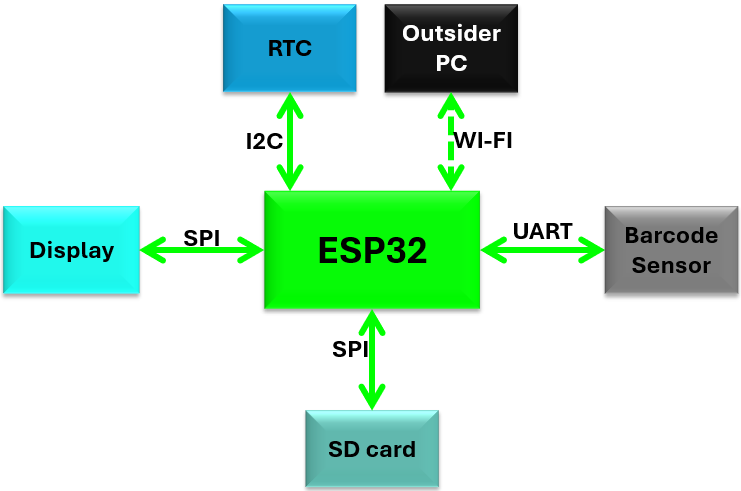 RTC
Outsider
PC
I2C
WI-FI
Display
SPI
ESP32
UART
Barcode
Sensor
SPI
SD card